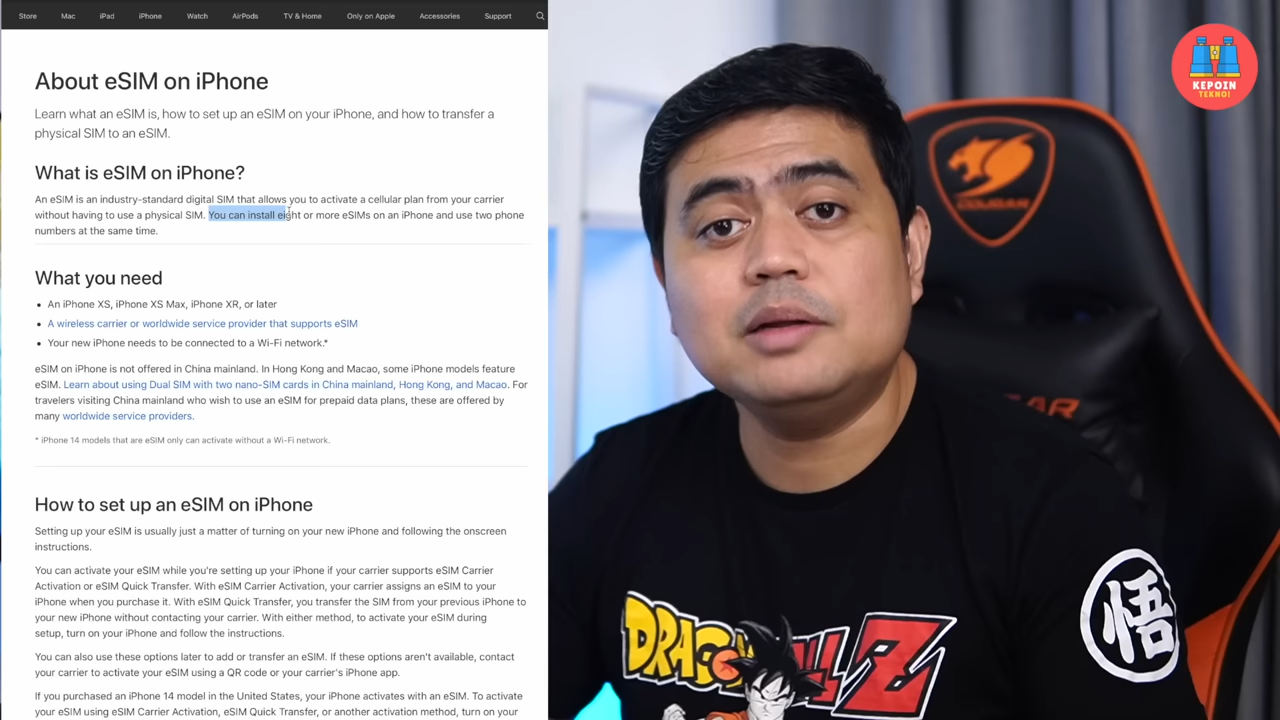 Store Mac iPad iPhone Watch AirPods TV & Home Only on Apple Accessories Support
About eSIM on iPhone
Learn what an eSIM is, how to set up an eSIM on your iPhone, and how to transfer a
physical SIM to an eSIM.
What is eSIM on iPhone?
An eSIM is an industry-standard digital SIM that allows you to activate a cellular plan from your carrier
without having to use a physical SIM. You can install eight or more eSIMs on an iPhone and use two phone
numbers at the same time.
What you need
• An iPhone XS, iPhone XS Max, iPhone XR, or later
• A wireless carrier or worldwide service provider that supports eSIM
• Your new iPhone needs to be connected to a Wi-Fi network.*
eSIM on iPhone is not offered in China mainland. In Hong Kong and Macao, some iPhone models feature
eSIM. Learn about using Dual SIM with two nano-SIM cards in China mainland, Hong Kong, and Macao. For
travelers visiting China mainland who wish to use an eSIM for prepaid data plans, these are offered by
many worldwide service providers.
* iPhone 14 models that are eSIM only can activate without a Wi-Fi network.
How to set up an eSIM on iPhone
Setting up your eSIM is usually just a matter of turning on your new iPhone and following the onscreen
instructions.
You can activate your eSIM while you're setting up your iPhone if your carrier supports eSIM Carrier
Activation or eSIM Quick Transfer. With eSIM Carrier Activation, your carrier assigns an eSIM to your
iPhone when you purchase it. With eSIM Quick Transfer, you transfer the SIM from your previous iPhone to
your new iPhone without contacting your carrier. With either method, to activate your eSIM during
setup, turn on your iPhone and follow the instructions.
You can also use these options later to add or transfer an eSIM. If these options aren't available, contact
your carrier to activate your eSIM using a QR code or your carrier's iPhone app.
If you purchased an iPhone 14 model in the United States, your iPhone activates with an eSIM. To activate
your eSIM using eSIM Carrier Activation, eSIM Quick Transfer, or another activation method, turn on your
KEPOIN
TEKNO!
COUGAR
悟
Z